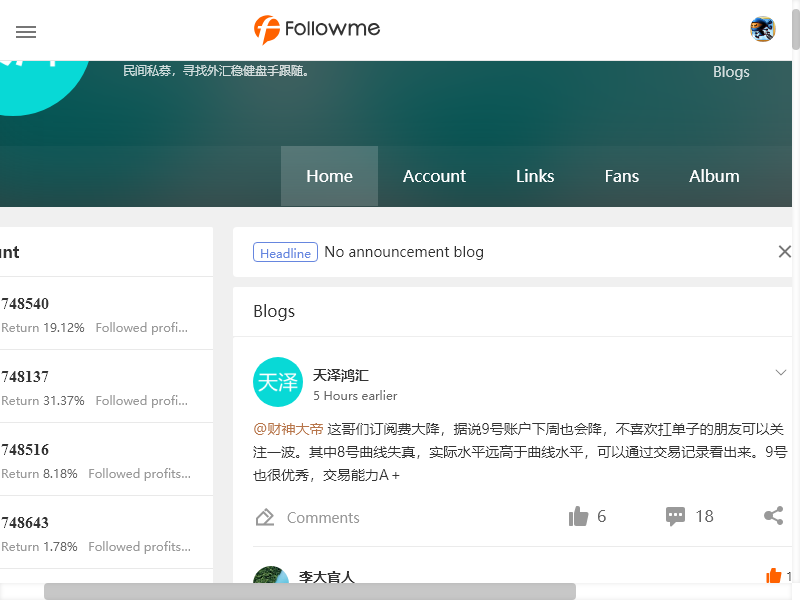 Followme
民间私募，寻找外汇稳健盘手跟随。
Blogs
Home
Account
Links
Fans
Album
Headline No announcement blog
748540
Return 19.12% Followed profi...
748137
Return 31.37% Followed profi...
748516
Return 8.18% Followed profits...
748643
Return 1.78% Followed profits...
Blogs
天泽
天泽鸿汇
5 Hours earlier
@财神大帝 这哥们订阅费大降，据说9号账户下周也会降，不喜欢扛单子的朋友可以关
注一波。其中8号曲线失真，实际水平远高于曲线水平，可以通过交易记录看出来。9号
也很优秀，交易能力A＋
Comments
6
18
李大官人
1